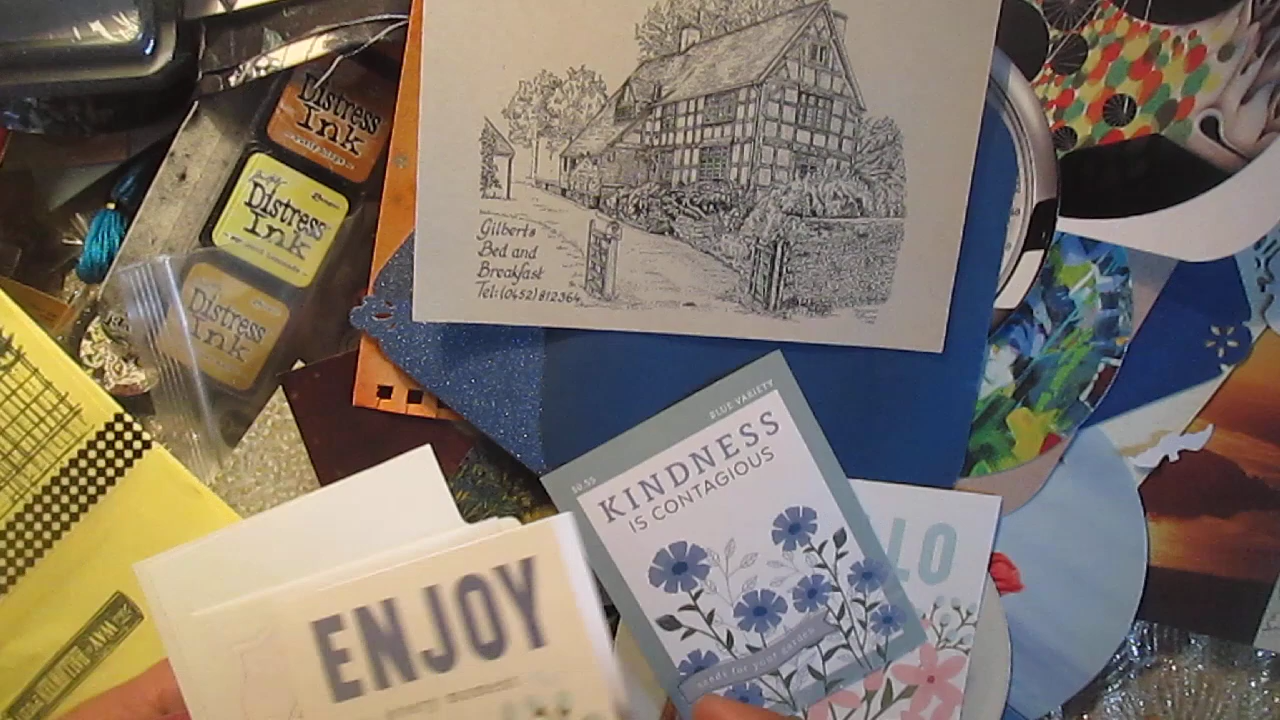 Distress
Ink
Distress
Ink
Distress
Ink
Gilberts
Bed and
Breakfast
Tel: (0452) 812364
BLUE VARIETY
$0.55
KINDNESS
IS CONTAGIOUS
seeds for your garden
LO
ENJOY